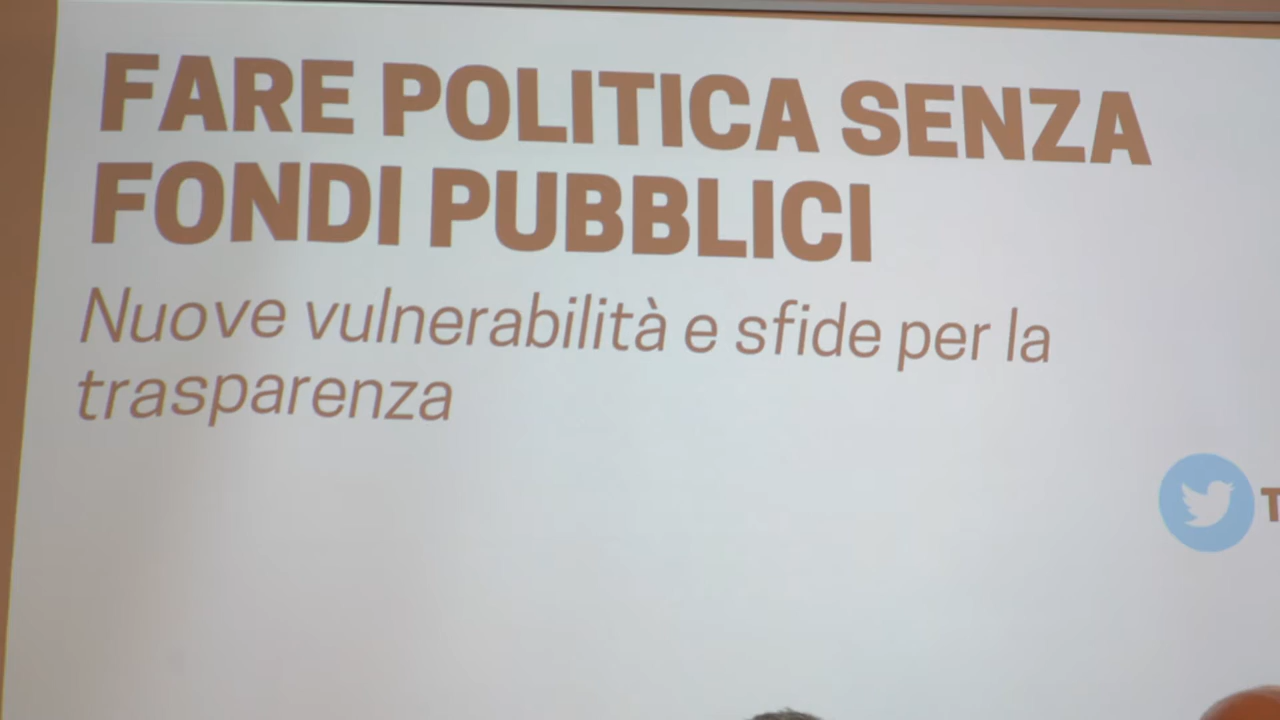 FARE POLITICA SENZA
FONDI PUBBLICI
Nuove vulnerabilità e sfide per la
trasparenza